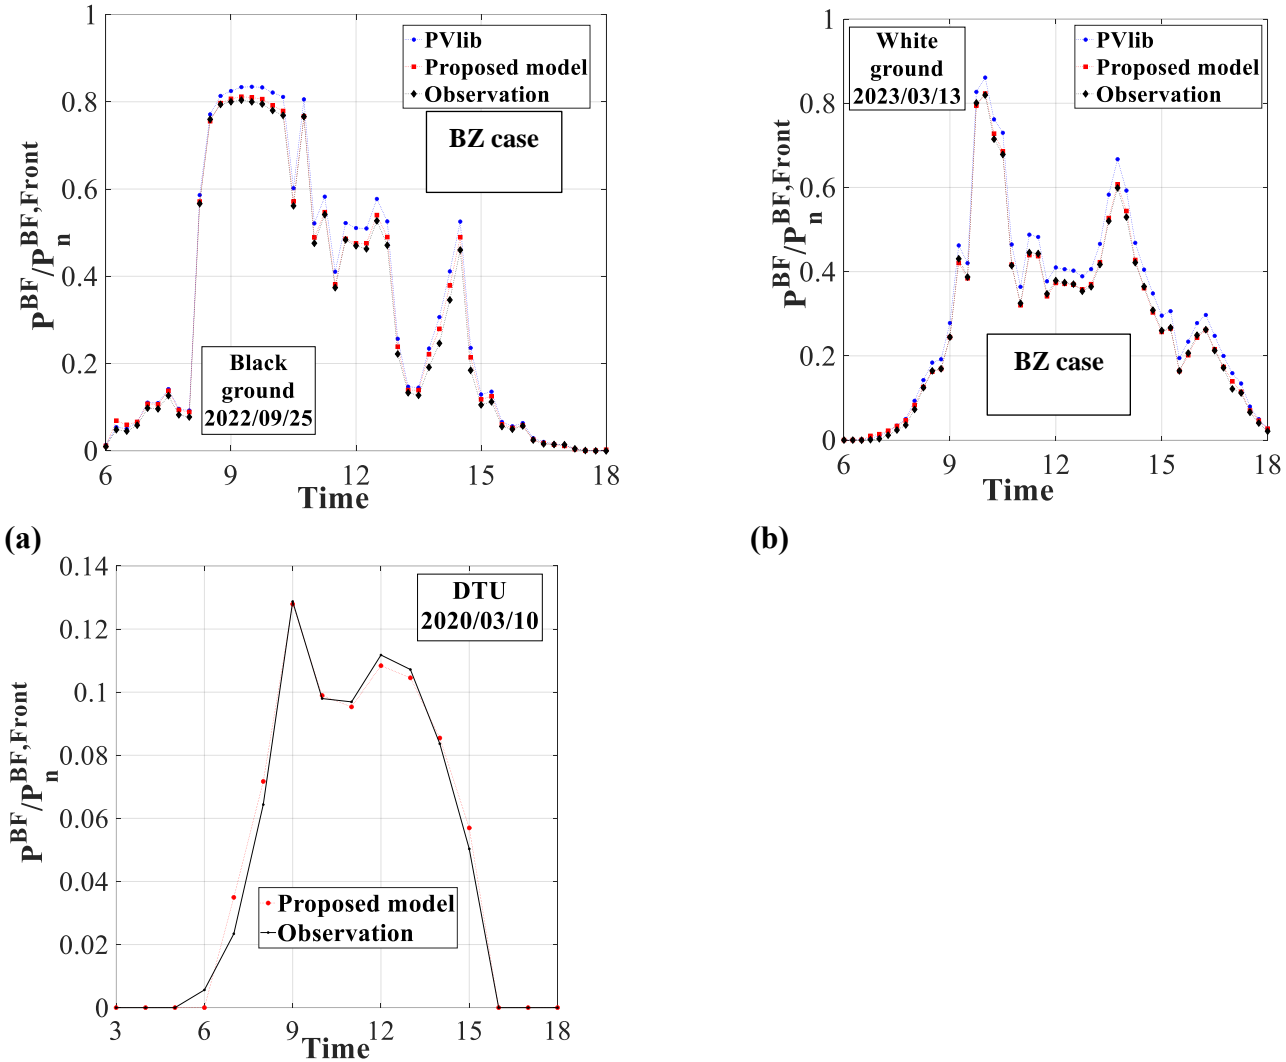 1
0.8
0.6
0.4
0.2
0
6
9
12
15
18
Time
P^BF/P_n^BF,Front
PVlib
Proposed model
Observation
BZ case
Black
ground
2022/09/25
(a)
1
0.8
0.6
0.4
0.2
0
6
9
12
15
18
Time
P^BF/P_n^BF,Front
White
ground
2023/03/13
PVlib
Proposed model
Observation
BZ case
(b)
0.14
0.12
0.1
0.08
0.06
0.04
0.02
0
3
6
9
12
15
18
Time
P^BF/P_n^BF,Front
DTU
2020/03/10
Proposed model
Observation